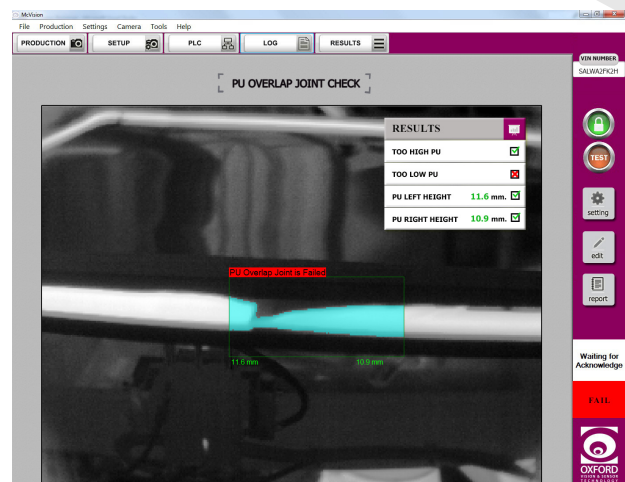 McVision
File Production Settings Camera Tools Help
PRODUCTION SETUP PLC LOG RESULTS
VIN NUMBER
SALWA2FK2H
PU OVERLAP JOINT CHECK
RESULTS
TOO HIGH PU
TOO LOW PU
PU LEFT HEIGHT 11.6 mm.
PU RIGHT HEIGHT 10.9 mm.
TEST
setting
edit
report
PU Overlap Joint Is Failed
11.6 mm 10.9 mm
Waiting for
Acknowledge
FAIL
OXFORD
VISION & SENSOR
TECHNOLOGY